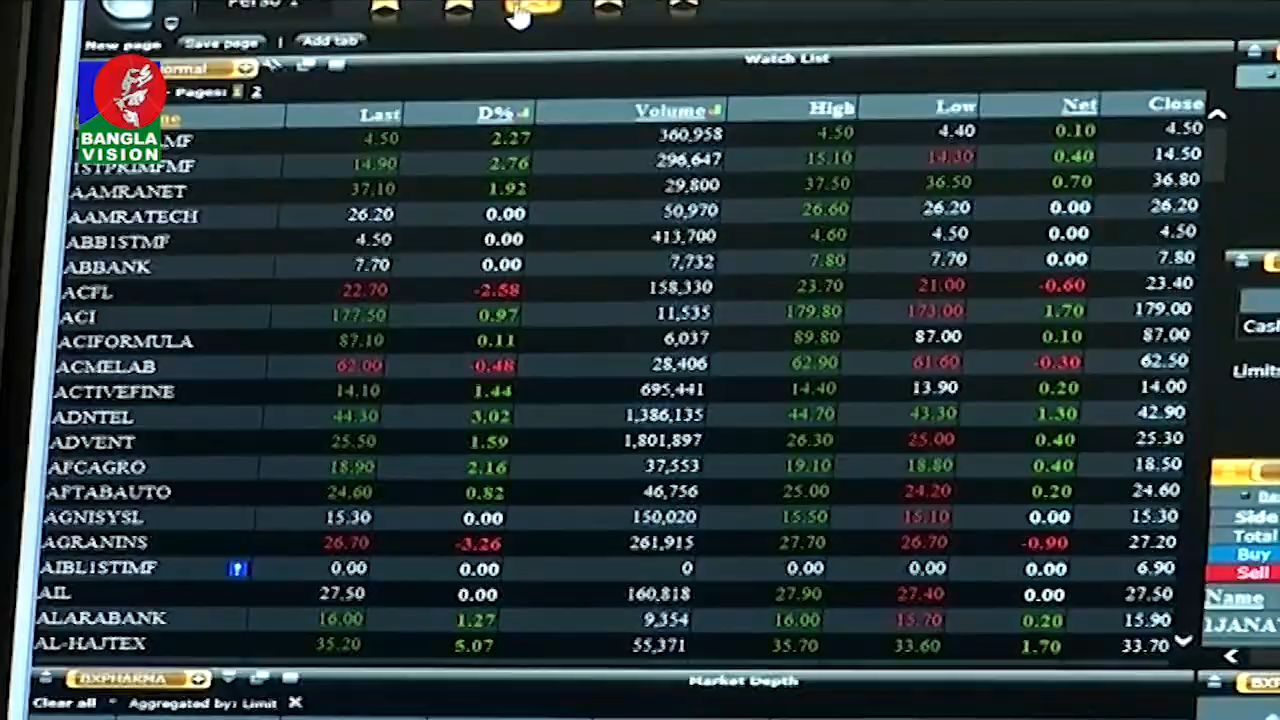 Perso 1
New page Save page | Add tab
Watch List
Normal
Pages: 1 2
BANGLA
VISION
Last D% Volume High Low Net Close
MF 4.50 2.27 360,958 4.50 4.40 0.10 4.50
1STPRIMFMF 14.90 2.76 296,647 15.10 14.30 0.40 14.50
AAMRANET 37.10 1.92 29,800 37.50 36.50 0.70 36.80
AAMRATECH 26.20 0.00 50,970 26.60 26.20 0.00 26.20
ABB1STMF 4.50 0.00 413,700 4.60 4.50 0.00 4.50
ABBANK 7.70 0.00 7,732 7.80 7.70 0.00 7.80
ACFL 22.70 -2.58 158,330 23.70 21.00 -0.60 23.40
ACI 177.50 0.97 11,535 179.80 173.00 1.70 179.00
ACIFORMULA 87.10 0.11 6,037 89.80 87.00 0.10 87.00
ACMELAB 62.00 -0.48 28,406 62.90 61.60 -0.30 62.50
ACTIVEFINE 14.10 1.44 695,441 14.40 13.90 0.20 14.00
ADNTEL 44.30 3.02 1,386,135 44.70 43.30 1.30 42.90
ADVENT 25.50 1.59 1,801,897 26.30 25.00 0.40 25.30
AFCAGRO 18.90 2.16 37,553 19.10 18.80 0.40 18.50
AFTABAUTO 24.60 0.82 46,756 25.00 24.20 0.20 24.60
AGNISYSL 15.30 0.00 150,020 15.50 15.10 0.00 15.30
AGRANINS 26.70 -3.26 261,915 27.70 26.70 -0.90 27.20
AIBL1STIMF 0.00 0.00 0 0.00 0.00 0.00 6.90
AIL 27.50 0.00 160,818 27.90 27.40 0.00 27.50
ALARABANK 16.00 1.27 9,354 16.00 15.70 0.20 15.90
AL-HAJTEX 35.20 5.07 55,371 35.70 33.60 1.70 33.70
Limits
Side
Total
Buy
Sell
Name
1JANA
BXPHARMA
Market Depth
Clear all Aggregated by: Limit X